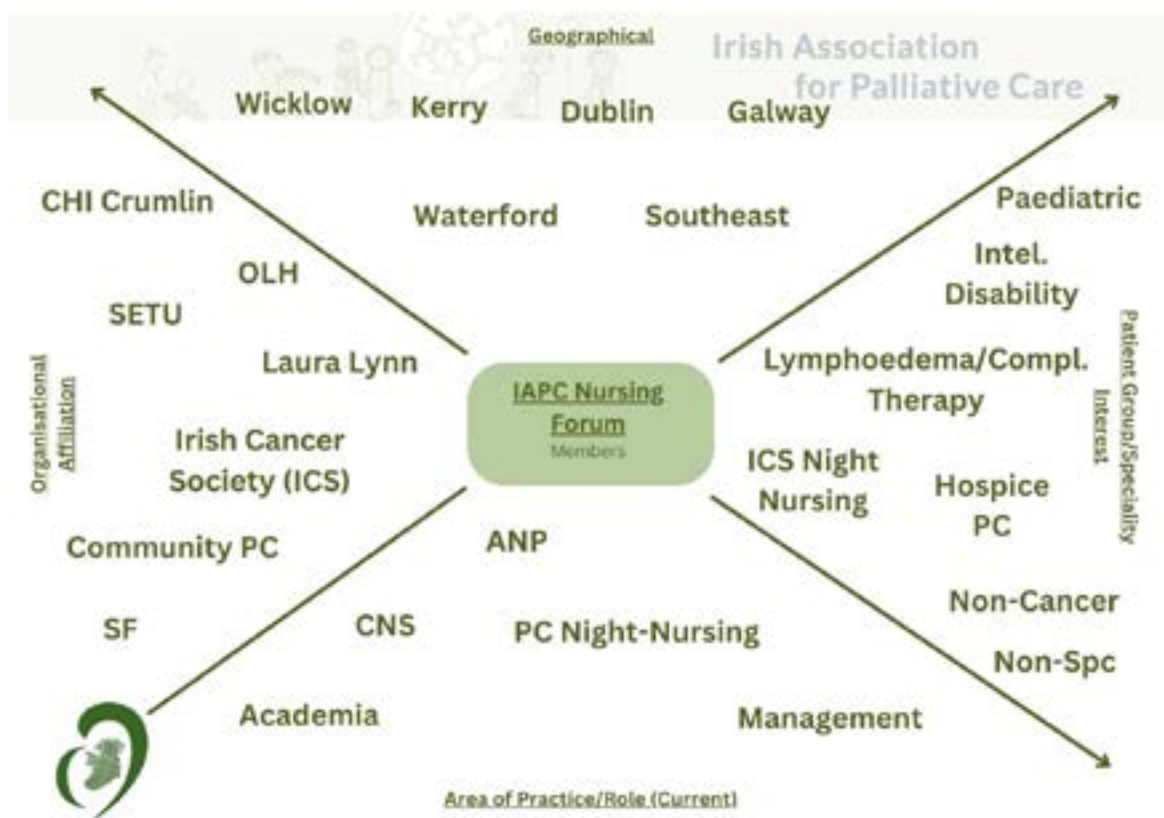 Geographical
Irish Association
for Palliative Care
Wicklow
Kerry
Dublin
Galway
CHI Crumlin
Waterford
Southeast
Paediatric
OLH
Intel.
Disability
SETU
Laura Lynn
Lymphoedema/Compl.
Therapy
Organisational
Affiliation
IAPC Nursing
Forum
Members
Patient Group/Speciality
Interest
Irish Cancer
Society (ICS)
ICS Night
Nursing
Hospice
PC
Community PC
ANP
Non-Cancer
SF
CNS
PC Night-Nursing
Non-Spc
Academia
Management
Area of Practice/Role (Current)